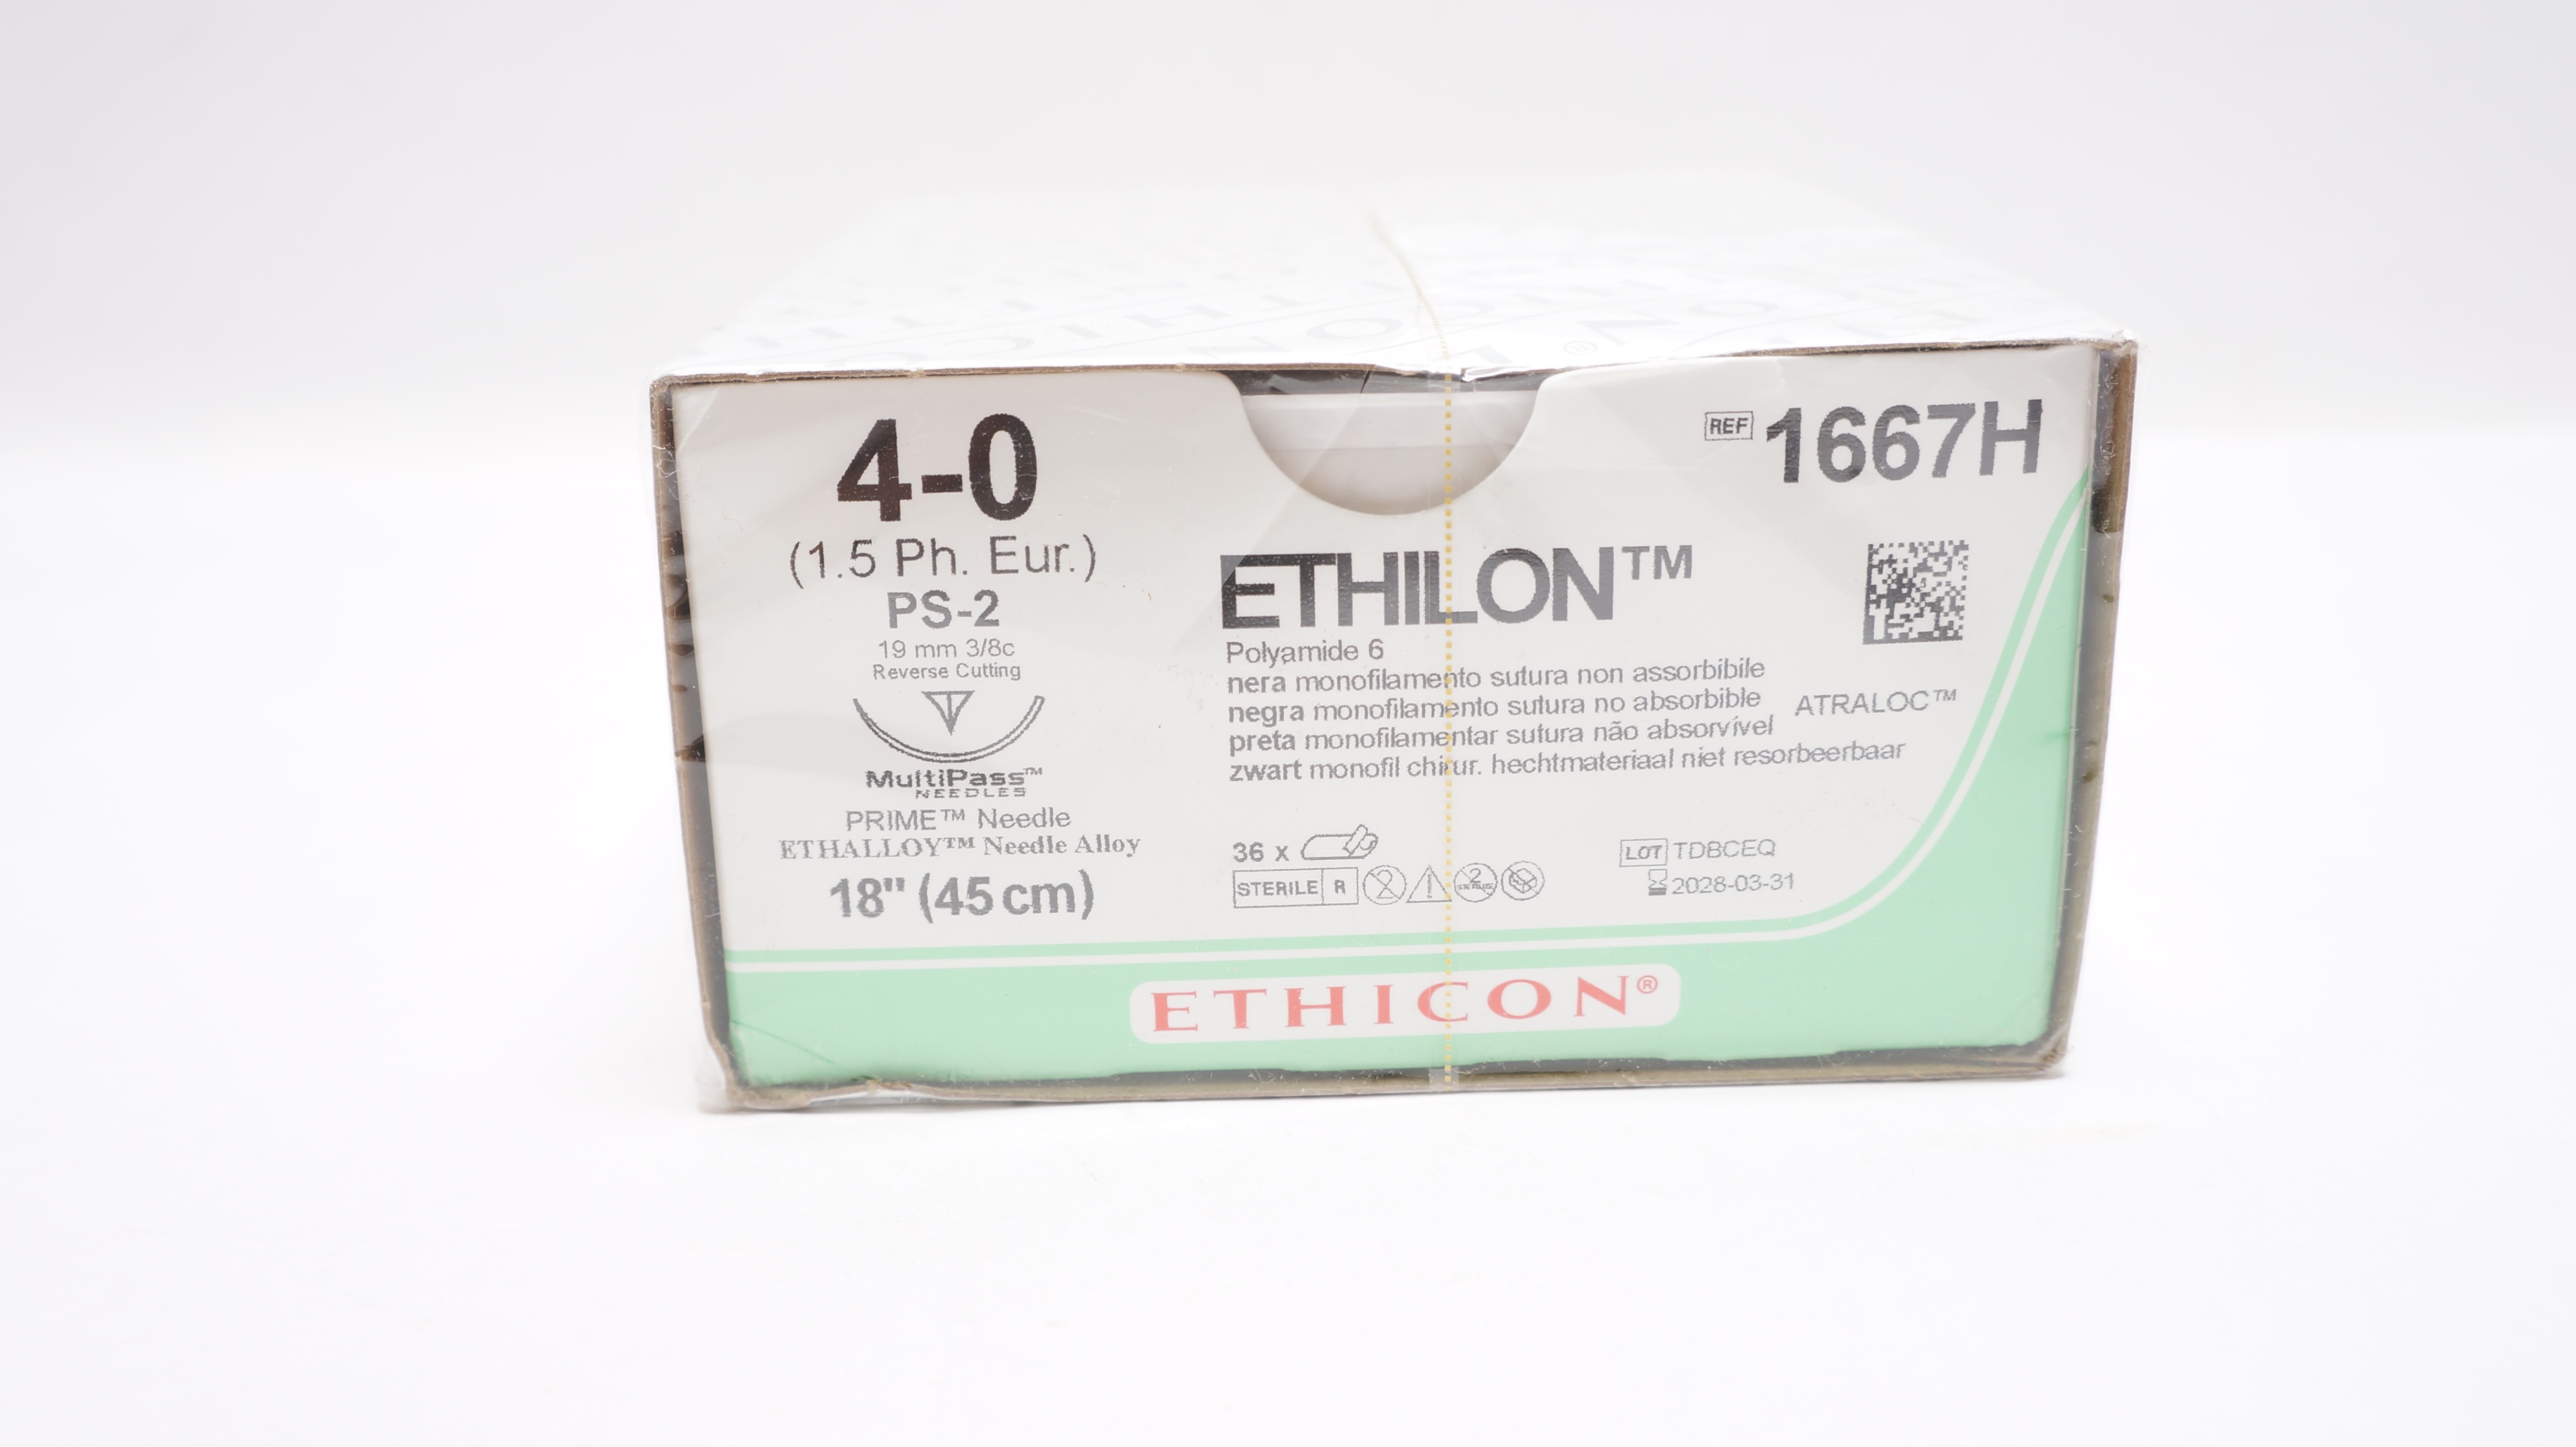 4-0
(1.5 Ph. Eur.)
PS-2
19 mm 3/8c
Reverse Cutting
MultiPass™
NEEDLES
PRIME™ Needle
ETHALLOY™ Needle Alloy
18" (45 cm)
REF 1667H
ETHILON™
Polyamide 6
nera monofilamento sutura non assorbibile
negra monofilamento sutura no absorbible
preta monofilamentar sutura não absorvível
zwart monofil chirur. hechtmateriaal niet resorbeerbaar
ATRALOC™
36 x
STERILE R
2
LOT TDBCEQ
2028-03-31
ETHICON®